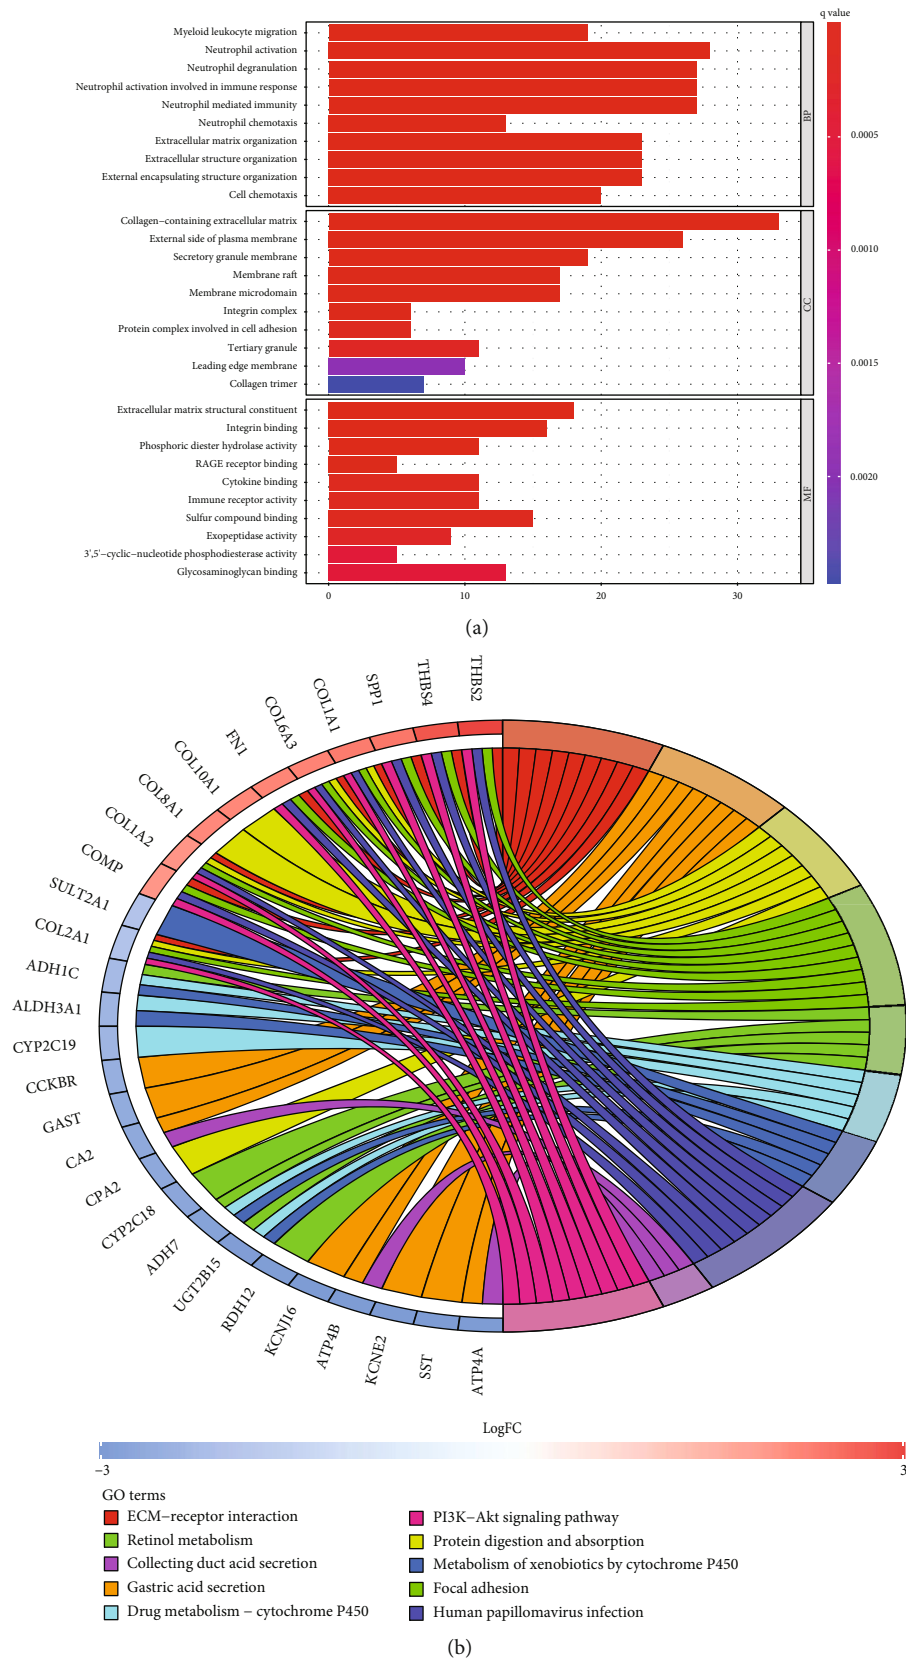 q value
Myeloid leukocyte migration
Neutrophil activation
Neutrophil degranulation
Neutrophil activation involved in immune response
Neutrophil mediated immunity
Neutrophil chemotaxis
Extracellular matrix organization
Extracellular structure organization
External encapsulating structure organization
Cell chemotaxis
BP
0.0005
Collagen−containing extracellular matrix
External side of plasma membrane
Secretory granule membrane
Membrane raft
Membrane microdomain
Integrin complex
Protein complex involved in cell adhesion
Tertiary granule
Leading edge membrane
Collagen trimer
CC
0.0010
0.0015
Extracellular matrix structural constituent
Integrin binding
Phosphoric diester hydrolase activity
RAGE receptor binding
Cytokine binding
Immune receptor activity
Sulfur compound binding
Exopeptidase activity
3',5'−cyclic−nucleotide phosphodiesterase activity
Glycosaminoglycan binding
MF
0.0020
0 10 20 30
(a)
THBS2
THBS4
SPP1
COL1A1
COL6A3
FN1
COL10A1
COL8A1
COL1A2
COMP
SULT2A1
COL2A1
ADH1C
ALDH3A1
CYP2C19
CCKBR
GAST
CA2
CPA2
CYP2C18
ADH7
UGT2B15
RDH12
KCNJ16
ATP4B
KCNE2
SST
ATP4A
LogFC
−3 3
GO terms
ECM−receptor interaction
Retinol metabolism
Collecting duct acid secretion
Gastric acid secretion
Drug metabolism − cytochrome P450
PI3K−Akt signaling pathway
Protein digestion and absorption
Metabolism of xenobiotics by cytochrome P450
Focal adhesion
Human papillomavirus infection
(b)